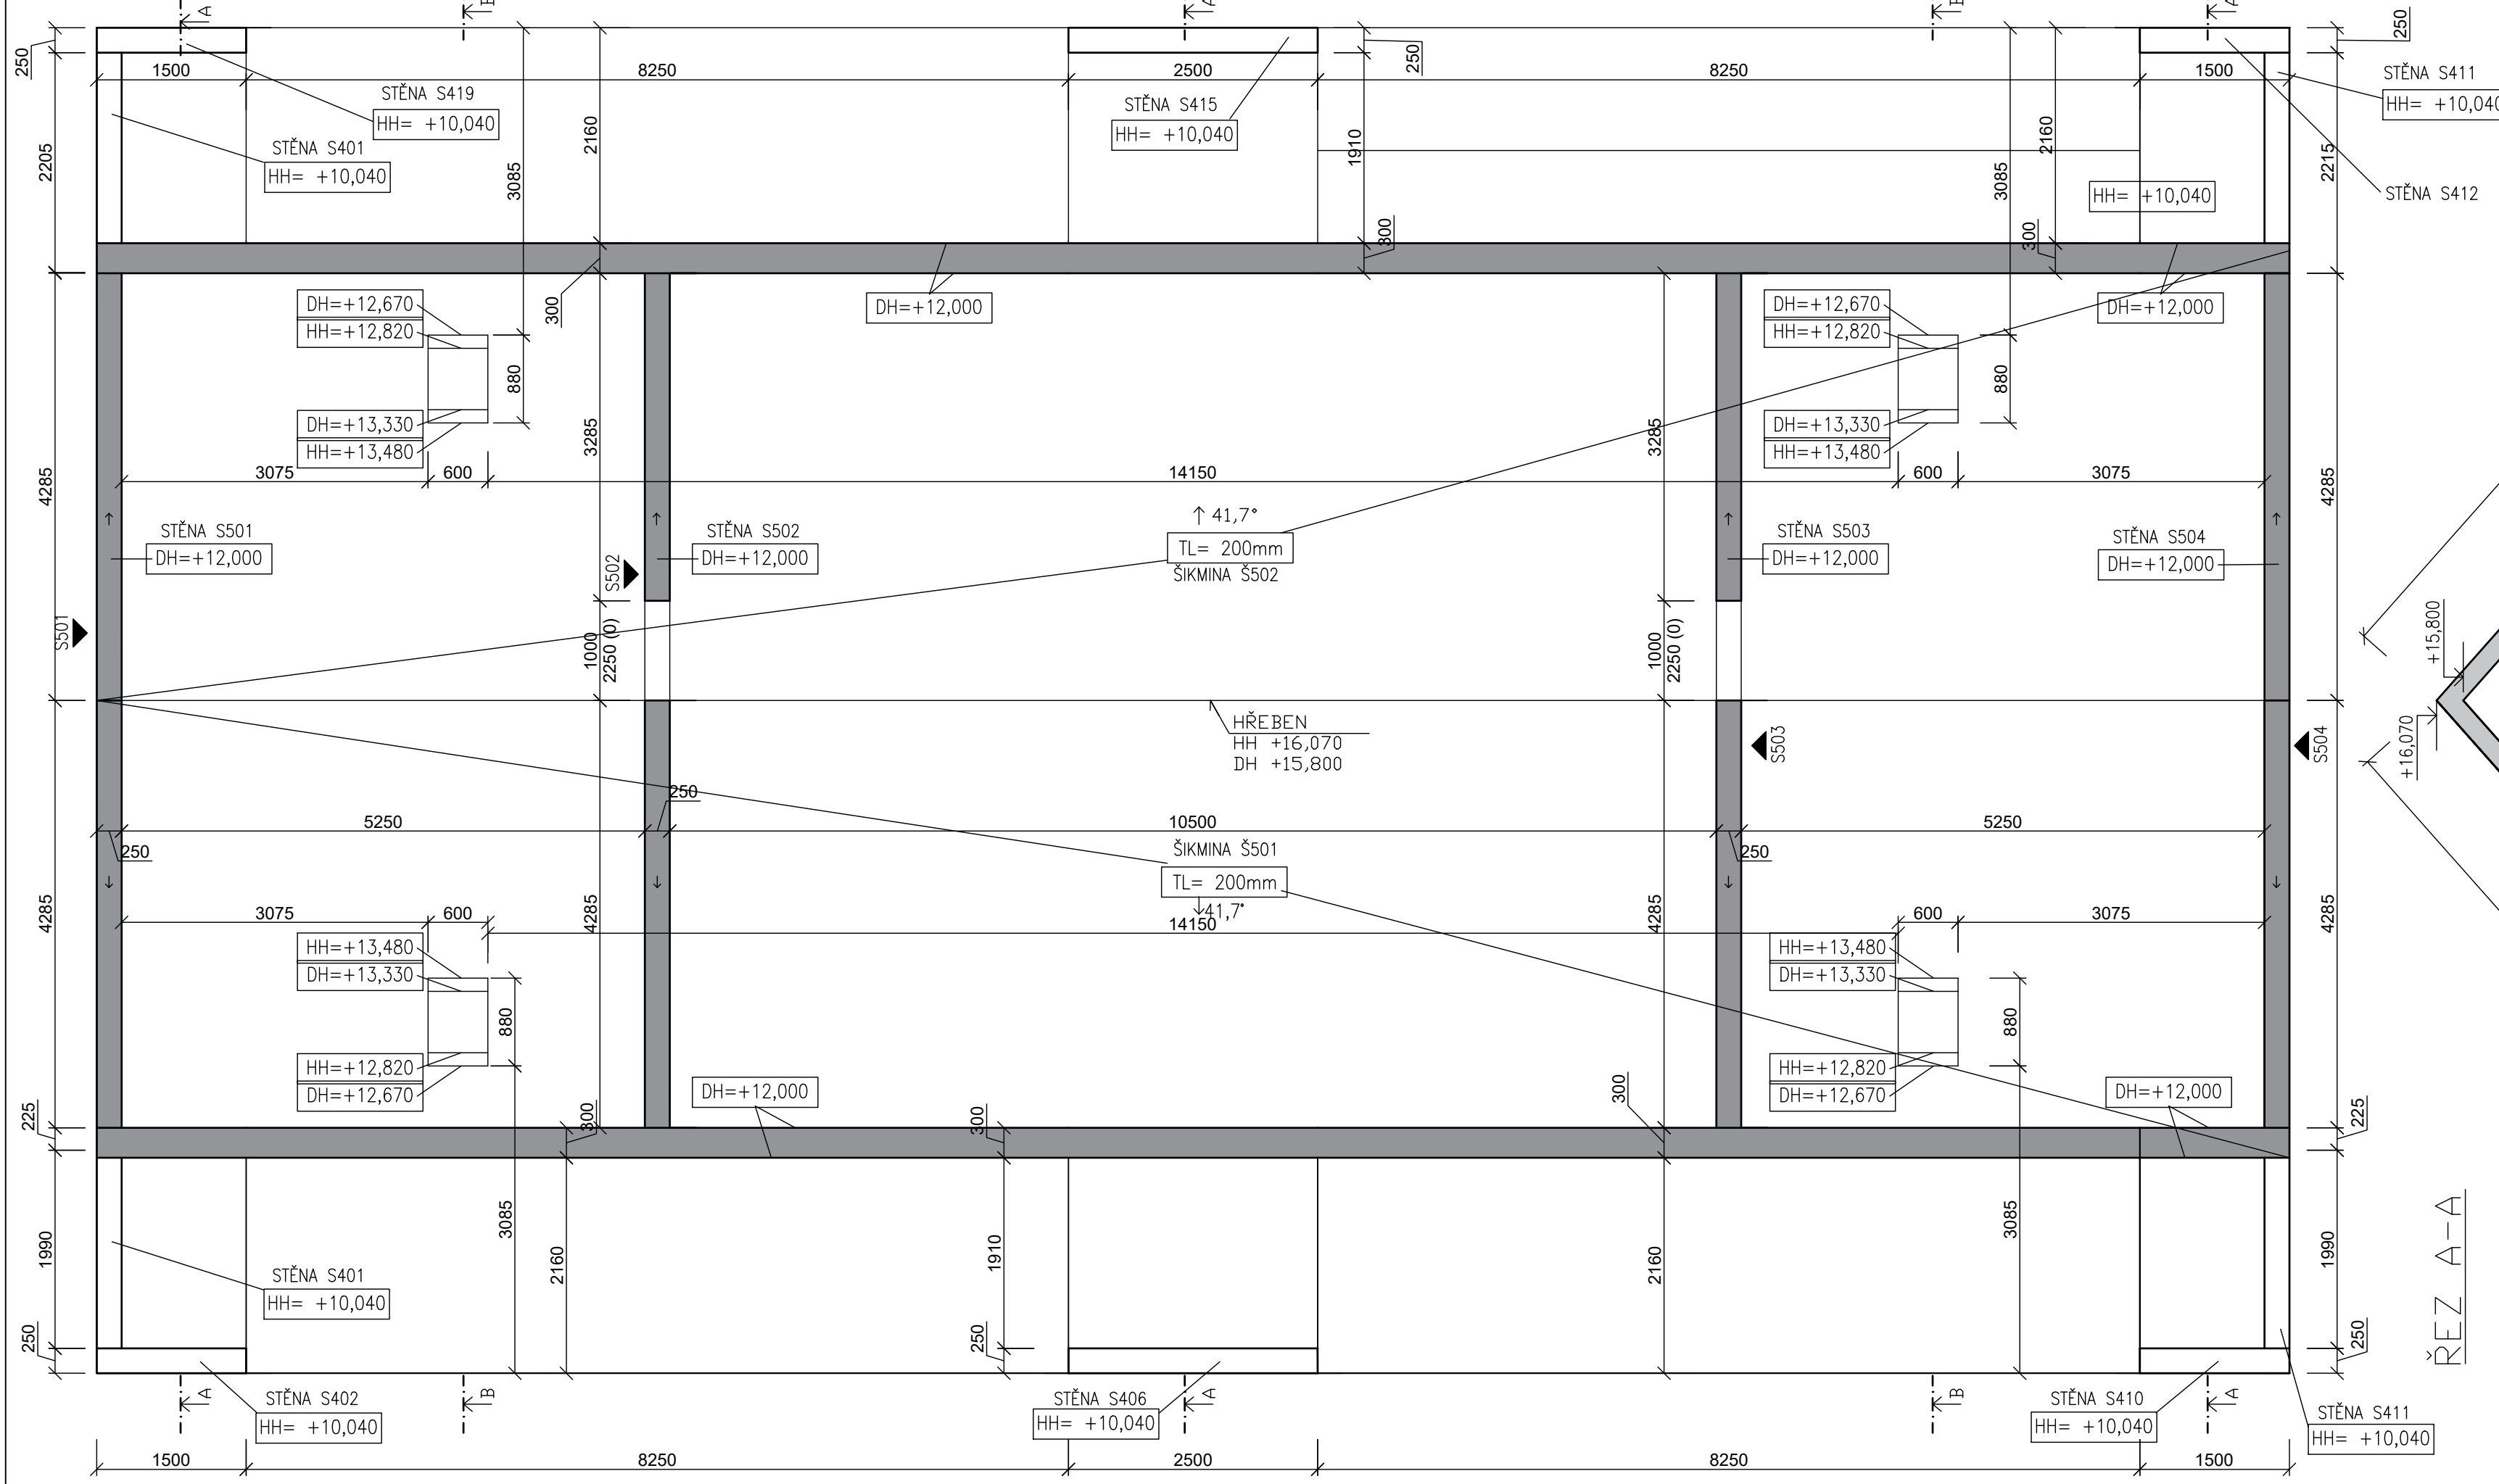 A
B
A
B
A
250
250
250
1500
8250
2500
8250
1500
STĚNA S419
HH= +10,040
STĚNA S415
HH= +10,040
STĚNA S411
HH= +10,040
STĚNA S401
HH= +10,040
2205
3085
2160
1910
3085
2160
2215
HH= +10,040
STĚNA S412
300
300
300
DH=+12,670
HH=+12,820
DH=+12,000
DH=+12,670
HH=+12,820
DH=+12,000
880
880
DH=+13,330
HH=+13,480
DH=+13,330
HH=+13,480
4285
3285
3285
4285
3075
600
14150
600
3075
41,7°
STĚNA S501
DH=+12,000
STĚNA S502
DH=+12,000
TL= 200mm
ŠIKMINA Š502
STĚNA S503
DH=+12,000
STĚNA S504
DH=+12,000
S502
S501
1000
2250 (0)
1000
2250 (0)
+15,800
HŘEBEN
HH +16,070
DH +15,800
S503
S504
+16,070
250
5250
10500
5250
250
250
ŠIKMINA Š501
TL= 200mm
41,7°
14150
4285
4285
4285
4285
3075
600
600
3075
HH=+13,480
DH=+13,330
HH=+13,480
DH=+13,330
880
880
HH=+12,820
DH=+12,670
HH=+12,820
DH=+12,670
DH=+12,000
DH=+12,000
225
300
300
300
225
1990
3085
2160
1910
2160
3085
1990
STĚNA S401
HH= +10,040
ŘEZ A-A
250
250
250
A
B
A
B
A
STĚNA S402
HH= +10,040
STĚNA S406
HH= +10,040
STĚNA S410
HH= +10,040
STĚNA S411
HH= +10,040
1500
8250
2500
8250
1500